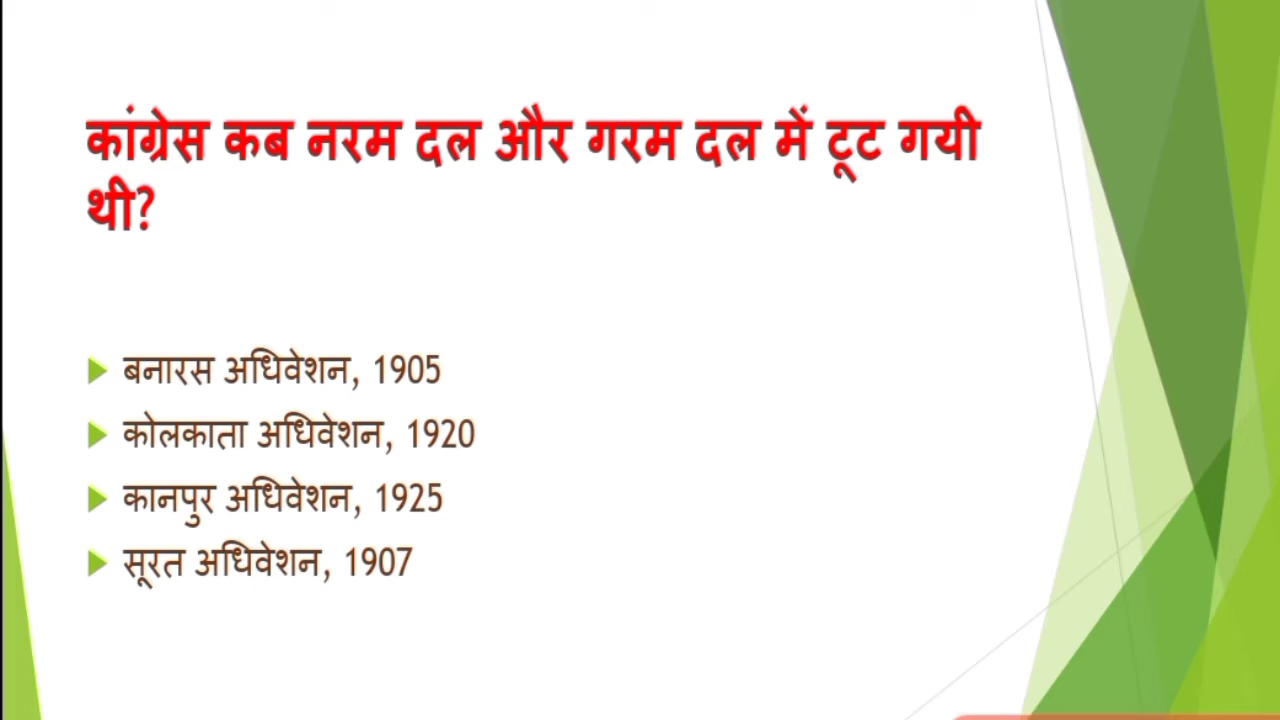 कांग्रेस कब नरम दल और गरम दल में टूट गयी
थी?
बनारस अधिवेशन, 1905
कोलकाता अधिवेशन, 1920
कानपुर अधिवेशन, 1925
सूरत अधिवेशन, 1907